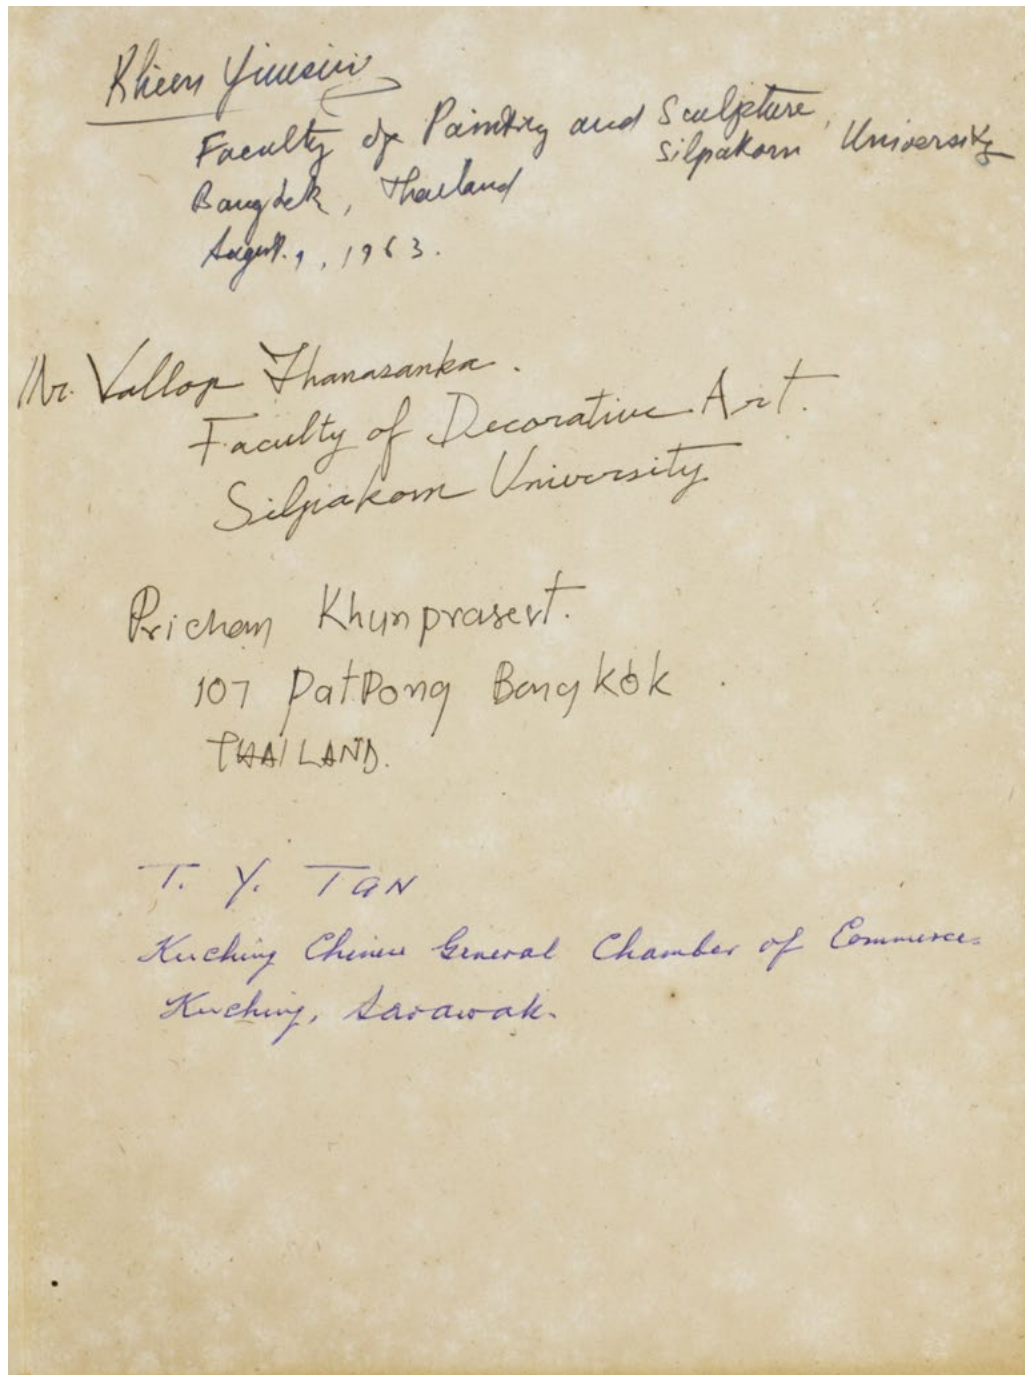 Khien Yimsiri
Faculty of Painting and Sculpture,
Silpakorn University
Bangkok, Thailand
August. 9, 1963.
Mr. Vallop Thanasanka.
Faculty of Decorative Art.
Silpakorn University
Prichan Khunprasert.
107 PatPong Bangkok
THAILAND.
T. Y. TAN
Kuching Chinese General Chamber of Commerce.
Kuching, Sarawak.